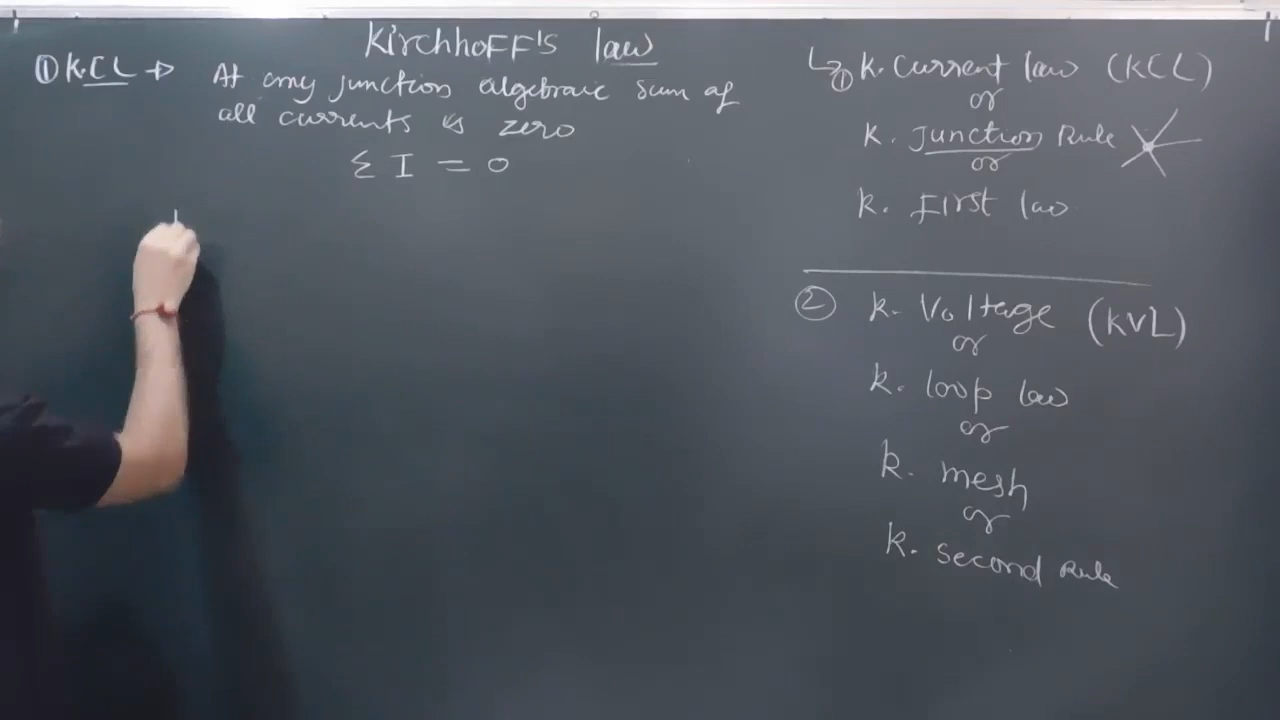 Kirchhoff's law
① K.CL → At any junction algebraic sum of
all currents is zero
Σ I = 0
↳ ① K. Current law (KCL)
or
K. Junction Rule
or
K. First law
② K. Voltage (KVL)
or
K. loop law
or
K. mesh
or
K. Second Rule